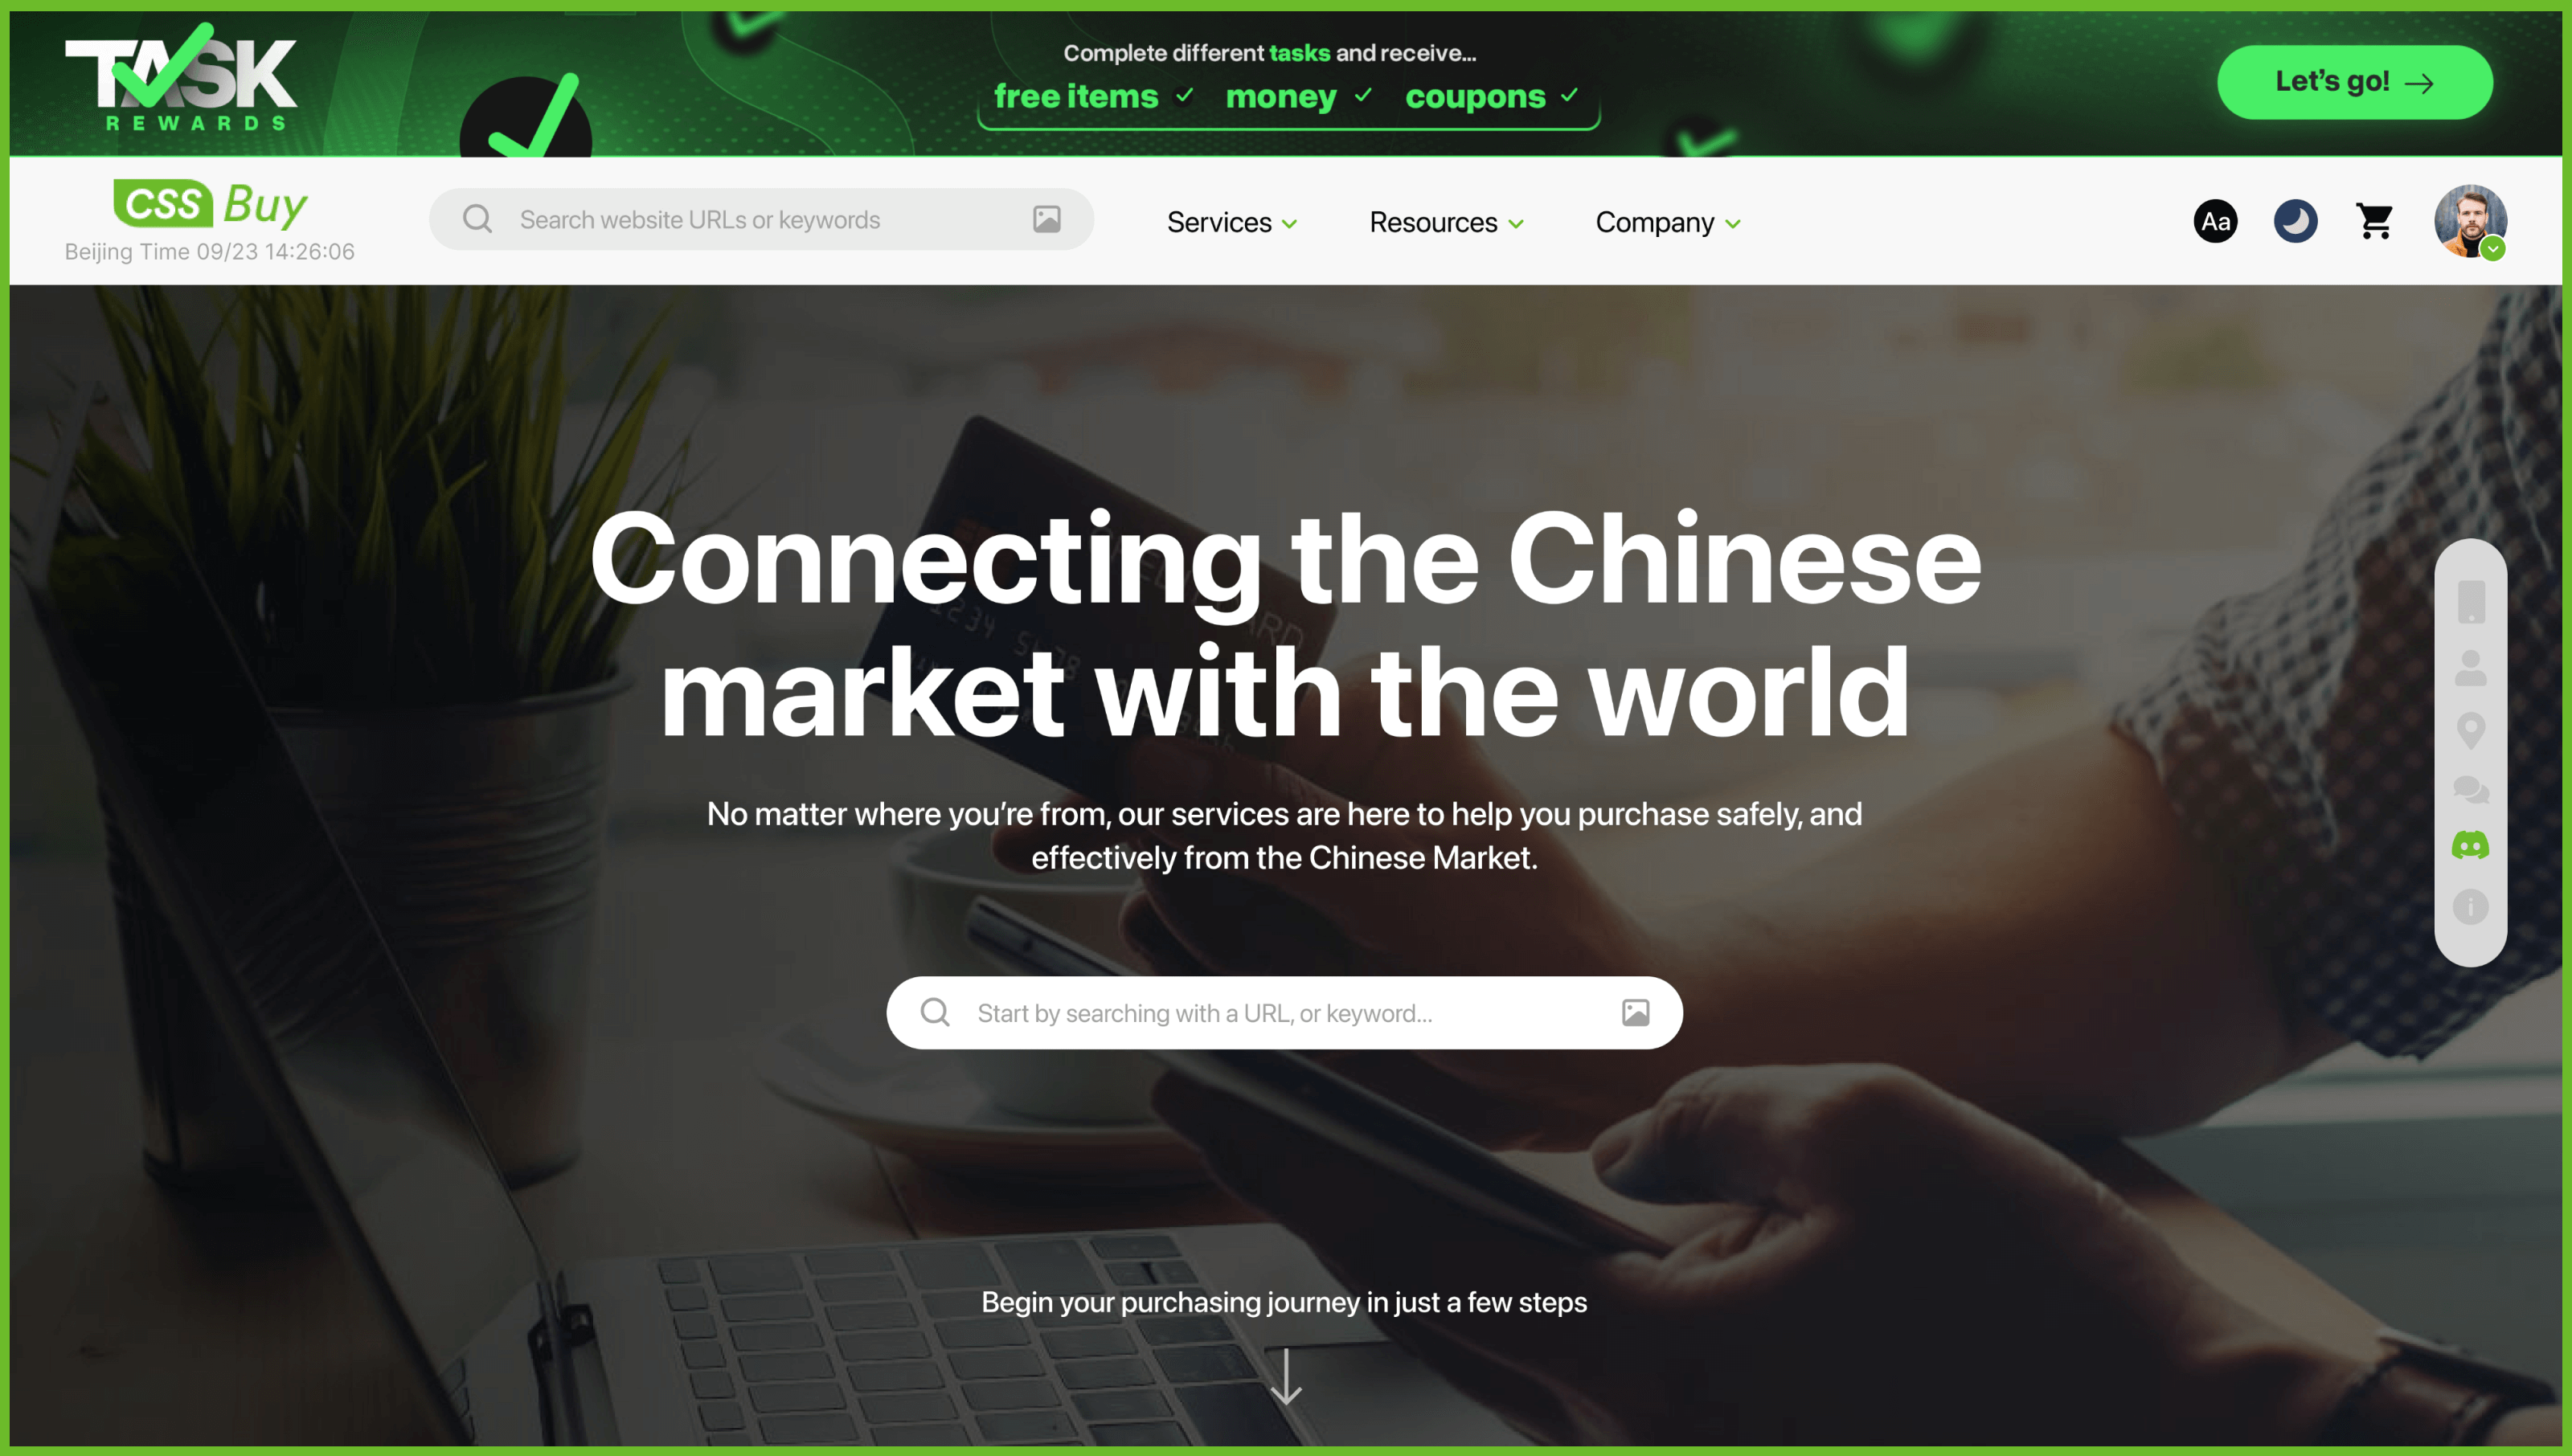 TASK
REWARDS
Complete different tasks and receive...
free items money coupons
Let's go!
CSS Buy
Beijing Time 09/23 14:26:06
Search website URLs or keywords
Services
Resources
Company
Aa
Connecting the Chinese
market with the world
No matter where you’re from, our services are here to help you purchase safely, and
effectively from the Chinese Market.
Start by searching with a URL, or keyword...
Begin your purchasing journey in just a few steps